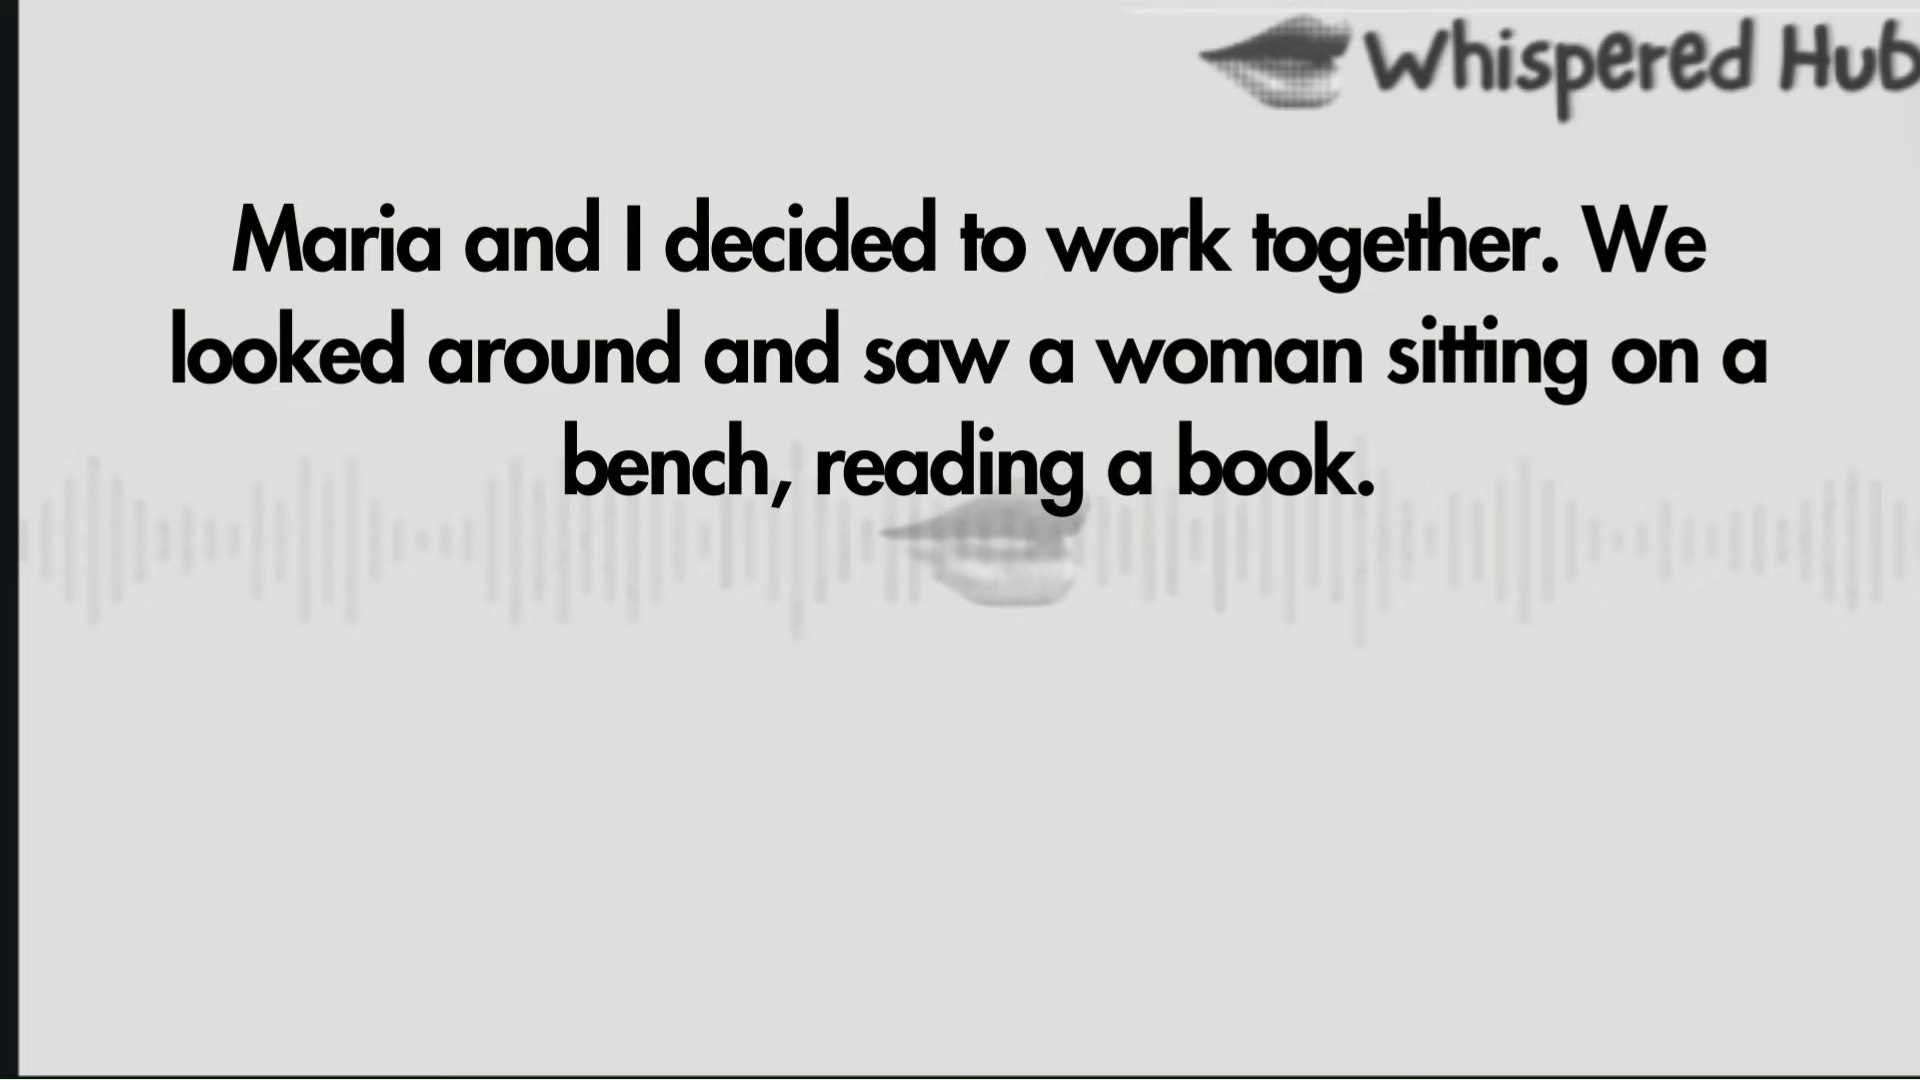 Whispered Hub
Maria and I decided to work together. We
looked around and saw a woman sitting on a
bench, reading a book.